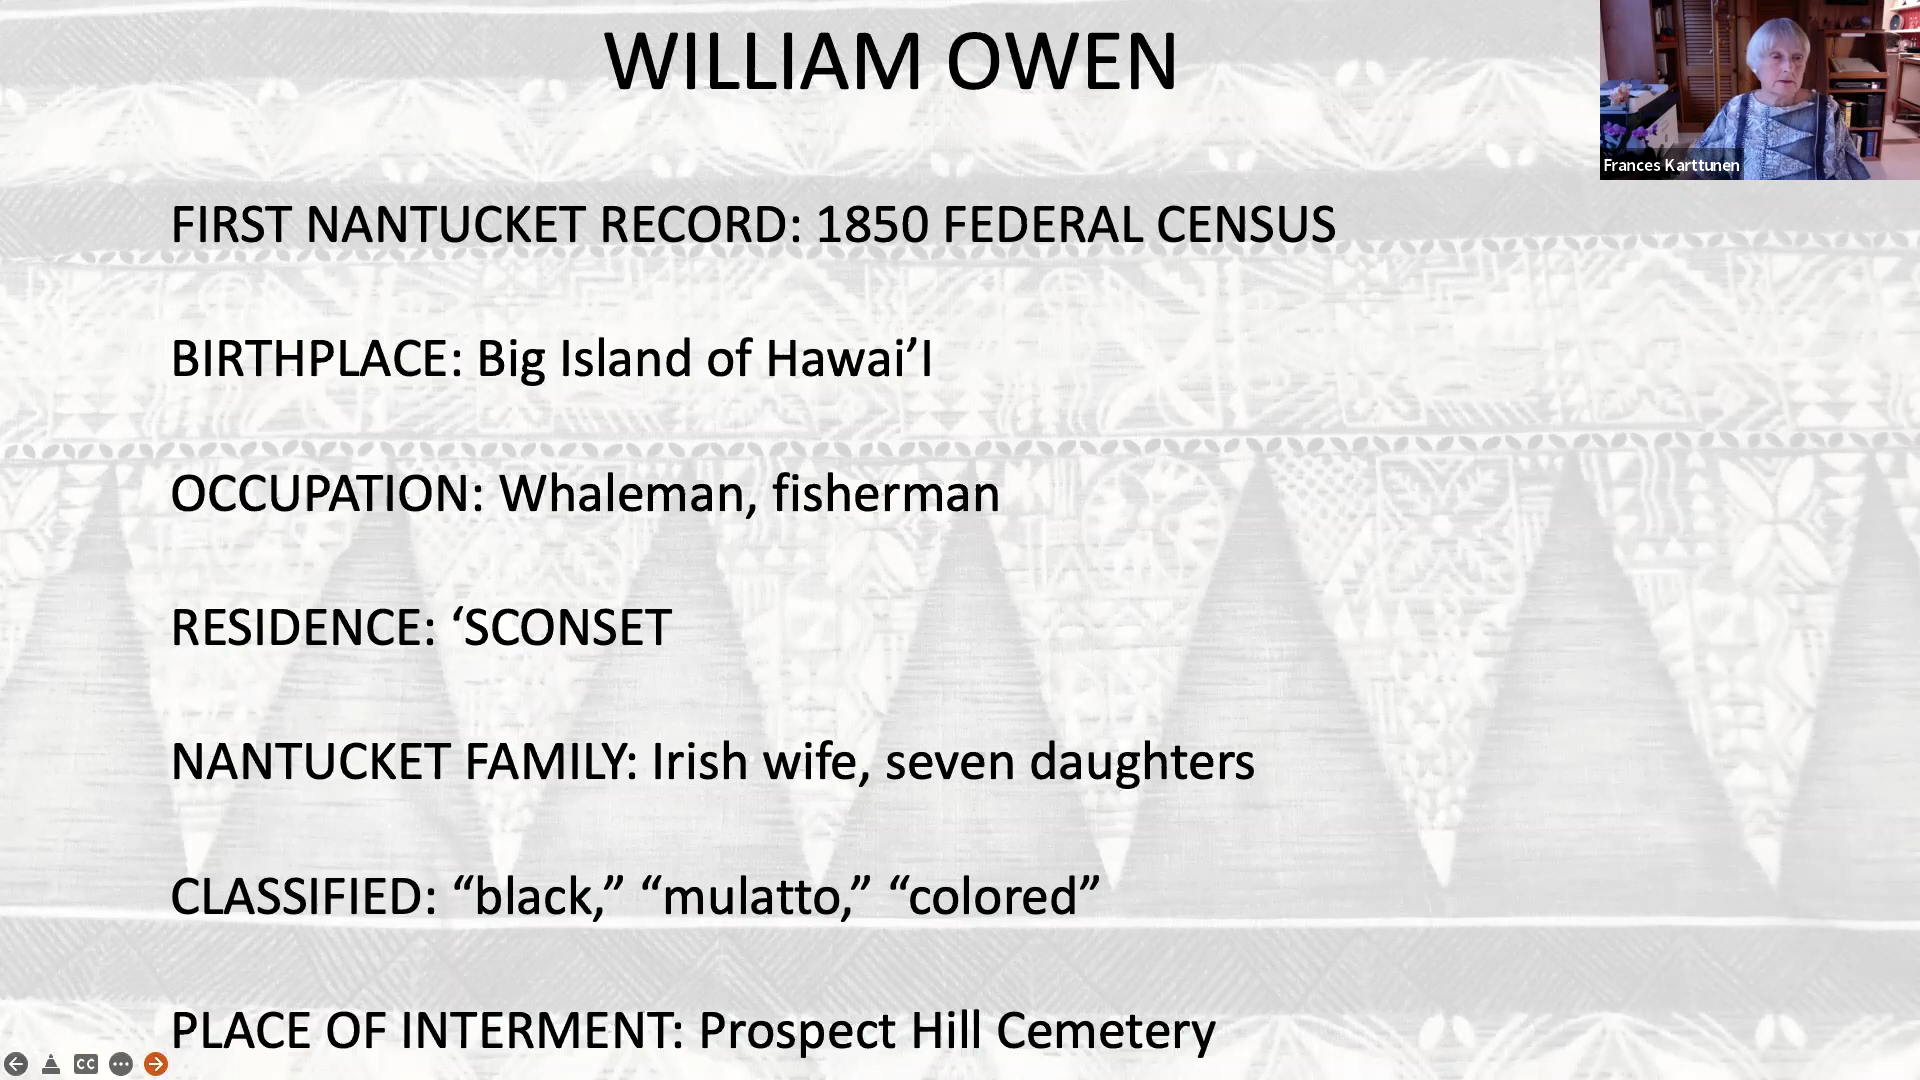 WILLIAM OWEN
Frances Karttunen
FIRST NANTUCKET RECORD: 1850 FEDERAL CENSUS
BIRTHPLACE: Big Island of Hawai’I
OCCUPATION: Whaleman, fisherman
RESIDENCE: ‘SCONSET
NANTUCKET FAMILY: Irish wife, seven daughters
CLASSIFIED: “black,” “mulatto,” “colored”
PLACE OF INTERMENT: Prospect Hill Cemetery
CC